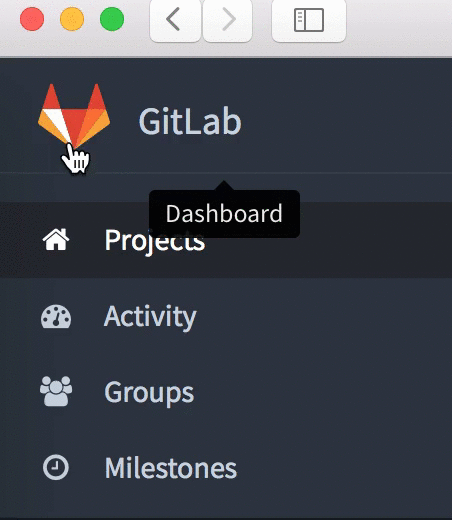 GitLab
Dashboard
Projects
Activity
Groups
Milestones